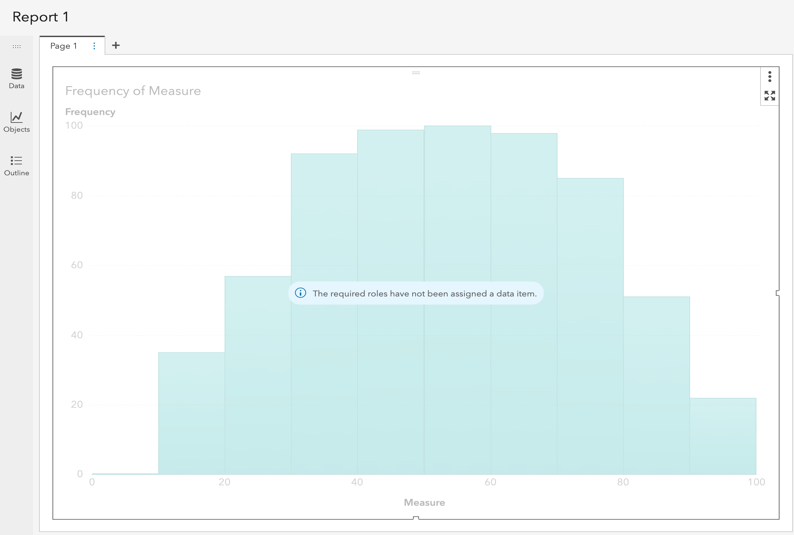 Report 1
Page 1
Data
Objects
Outline
Frequency of Measure
Frequency
100
80
60
40
20
0
The required roles have not been assigned a data item.
0 20 40 60 80 100
Measure